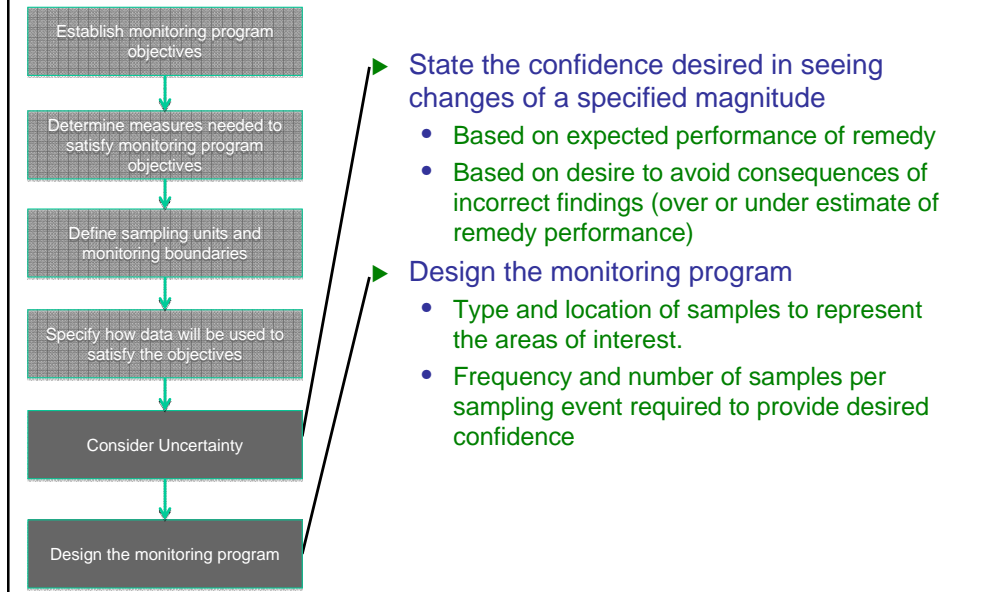 Establish monitoring program
objectives
Determine measures needed to
satisfy monitoring program
objectives
Define sampling units and
monitoring boundaries
Specify how data will be used to
satisfy the objectives
Consider Uncertainty
Design the monitoring program
State the confidence desired in seeing
changes of a specified magnitude
• Based on expected performance of remedy
• Based on desire to avoid consequences of
incorrect findings (over or under estimate of
remedy performance)
Design the monitoring program
• Type and location of samples to represent
the areas of interest.
• Frequency and number of samples per
sampling event required to provide desired
confidence